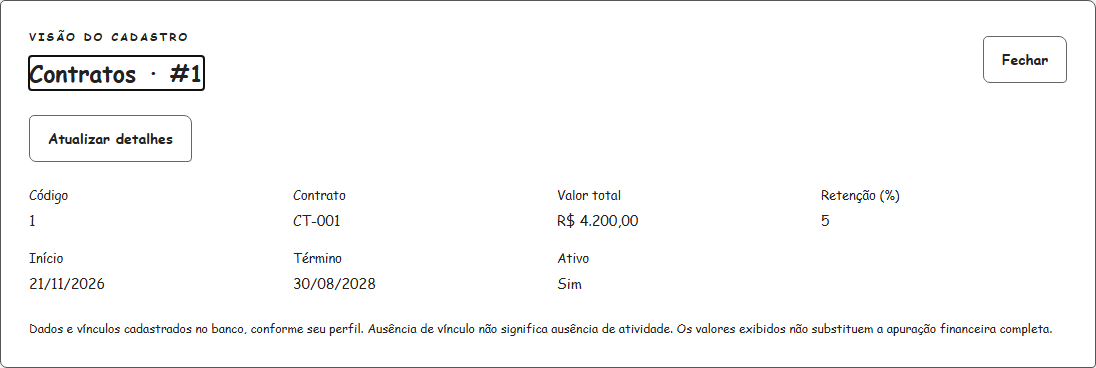 VISÃO DO CADASTRO
Contratos · #1
Fechar
Atualizar detalhes
Código
1
Contrato
CT-001
Valor total
R$ 4.200,00
Retenção (%)
5
Início
21/11/2026
Término
30/08/2028
Ativo
Sim
Dados e vínculos cadastrados no banco, conforme seu perfil. Ausência de vínculo não significa ausência de atividade. Os valores exibidos não substituem a apuração financeira completa.